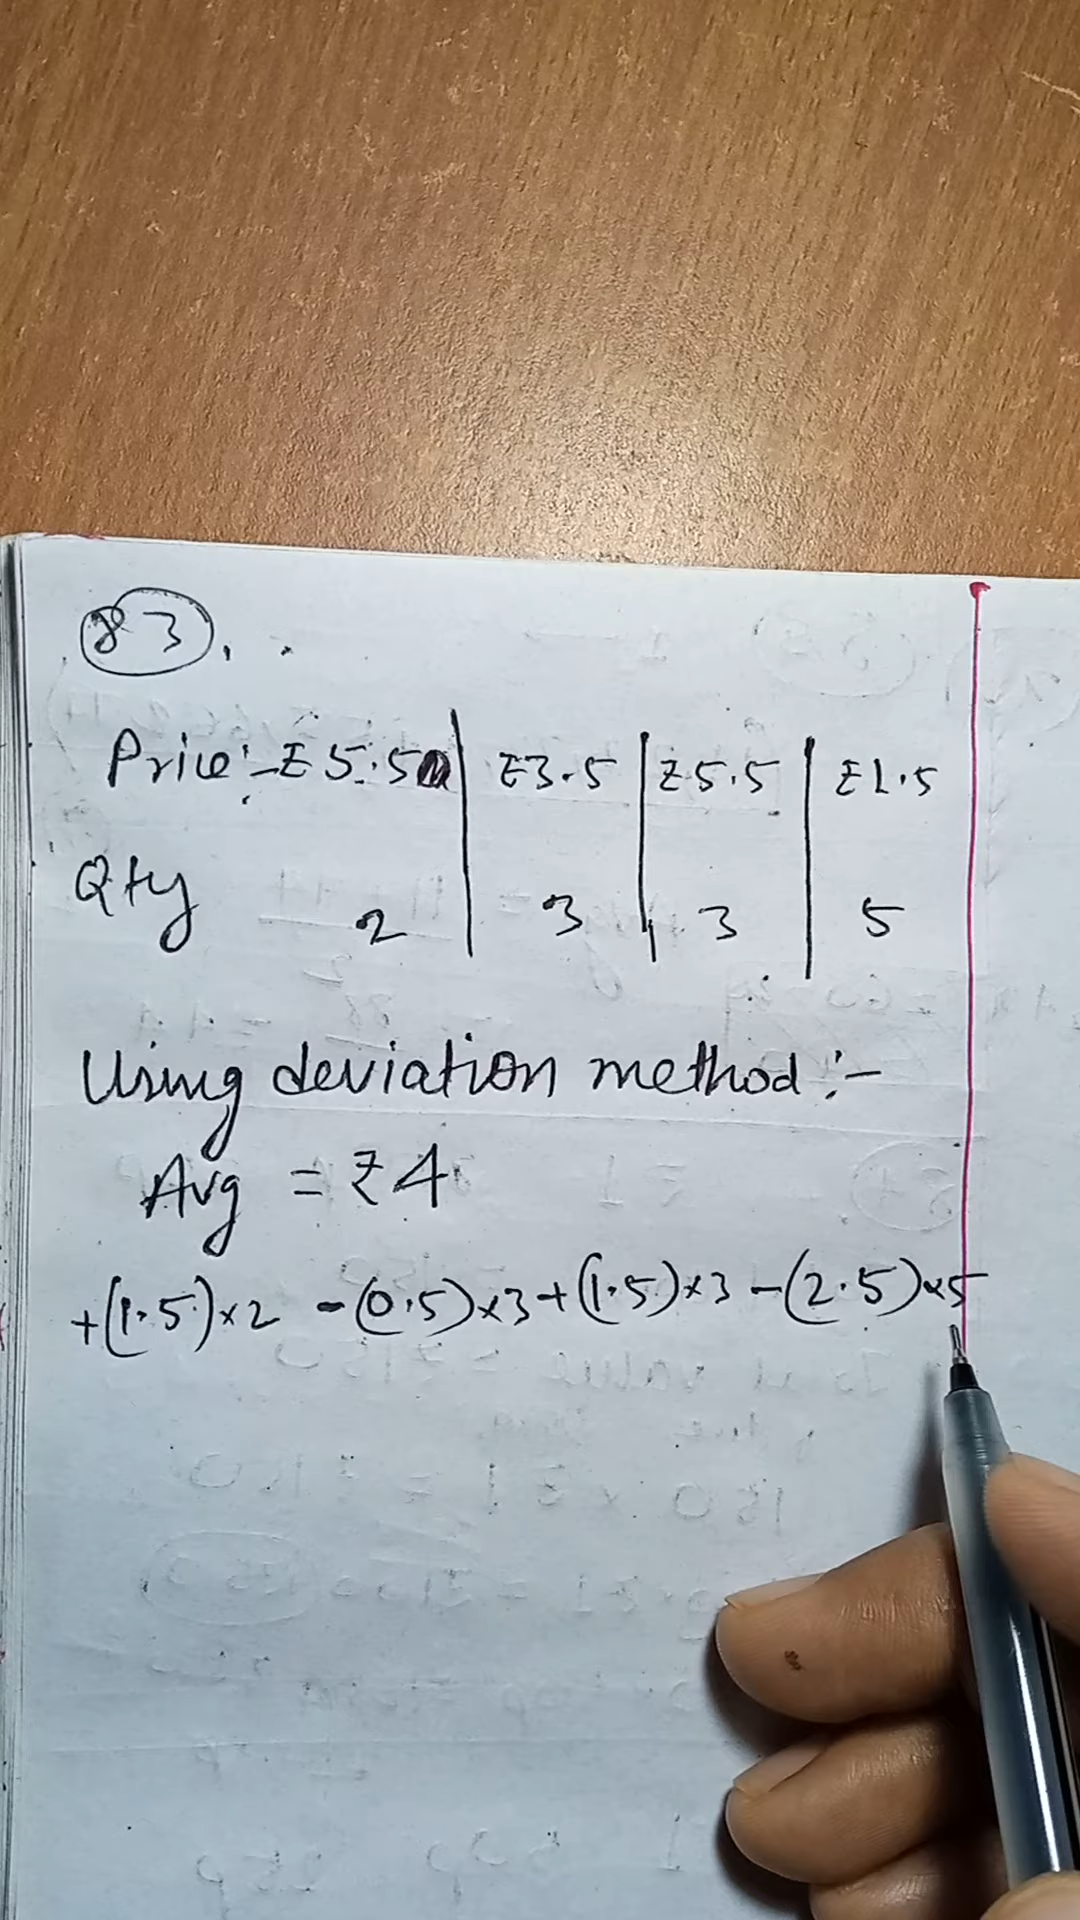 83.
Price:- ₹5.5 | ₹3.5 | ₹5.5 | ₹1.5
Qty 2 | 3 | 3 | 5
Using deviation method:-
Avg = ₹4
+(1.5)×2 -(0.5)×3+(1.5)×3-(2.5)×5